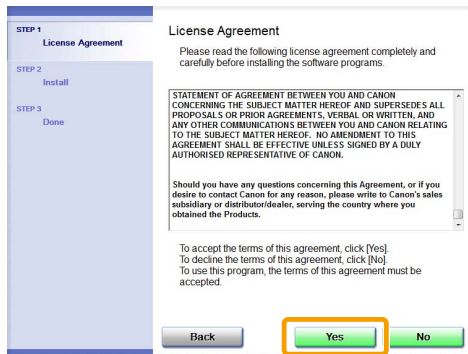 STEP 1
License Agreement
STEP 2
Install
STEP 3
Done
License Agreement
Please read the following license agreement completely and
carefully before installing the software programs.
STATEMENT OF AGREEMENT BETWEEN YOU AND CANON
CONCERNING THE SUBJECT MATTER HEREOF AND SUPERSEDES ALL
PROPOSALS OR PRIOR AGREEMENTS, VERBAL OR WRITTEN, AND
ANY OTHER COMMUNICATIONS BETWEEN YOU AND CANON RELATING
TO THE SUBJECT MATTER HEREOF. NO AMENDMENT TO THIS
AGREEMENT SHALL BE EFFECTIVE UNLESS SIGNED BY A DULY
AUTHORISED REPRESENTATIVE OF CANON.
Should you have any questions concerning this Agreement, or if you
desire to contact Canon for any reason, please write to Canon's sales
subsidiary or distributor/dealer, serving the country where you
obtained the Products.
To accept the terms of this agreement, click [Yes].
To decline the terms of this agreement, click [No].
To use this program, the terms of this agreement must be
accepted.
Back
Yes
No